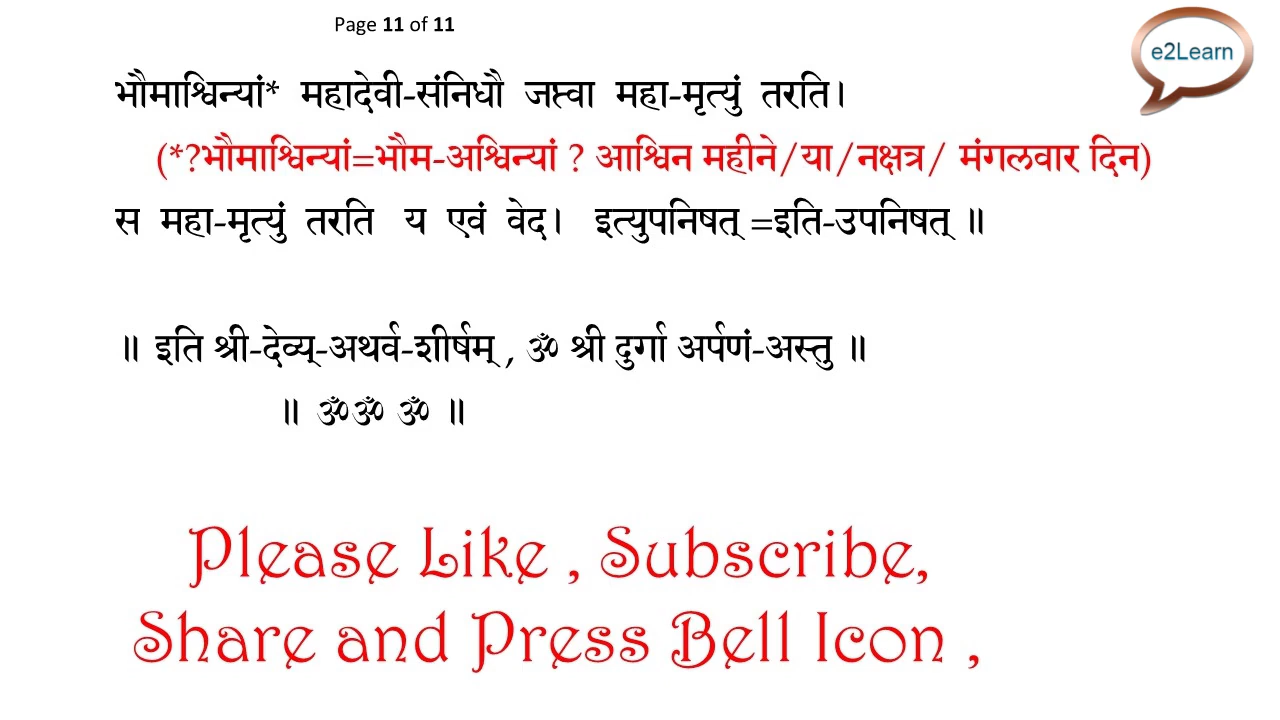 Page 11 of 11
e2Learn
भौमाश्विन्यां* महादेवी-संनिधौ जप्त्वा महा-मृत्युं तरति।
(*?भौमाश्विन्यां=भौम-अश्विन्यां ? आश्विन महीने/या/नक्षत्र/ मंगलवार दिन)
स महा-मृत्युं तरति य एवं वेद। इत्युपनिषत् =इति-उपनिषत् ॥
॥ इति श्री-देव्य्-अथर्व-शीर्षम् , ॐ श्री दुर्गा अर्पणं-अस्तु ॥
॥ ॐॐ ॐ ॥
Please Like , Subscribe,
Share and Press Bell Icon ,